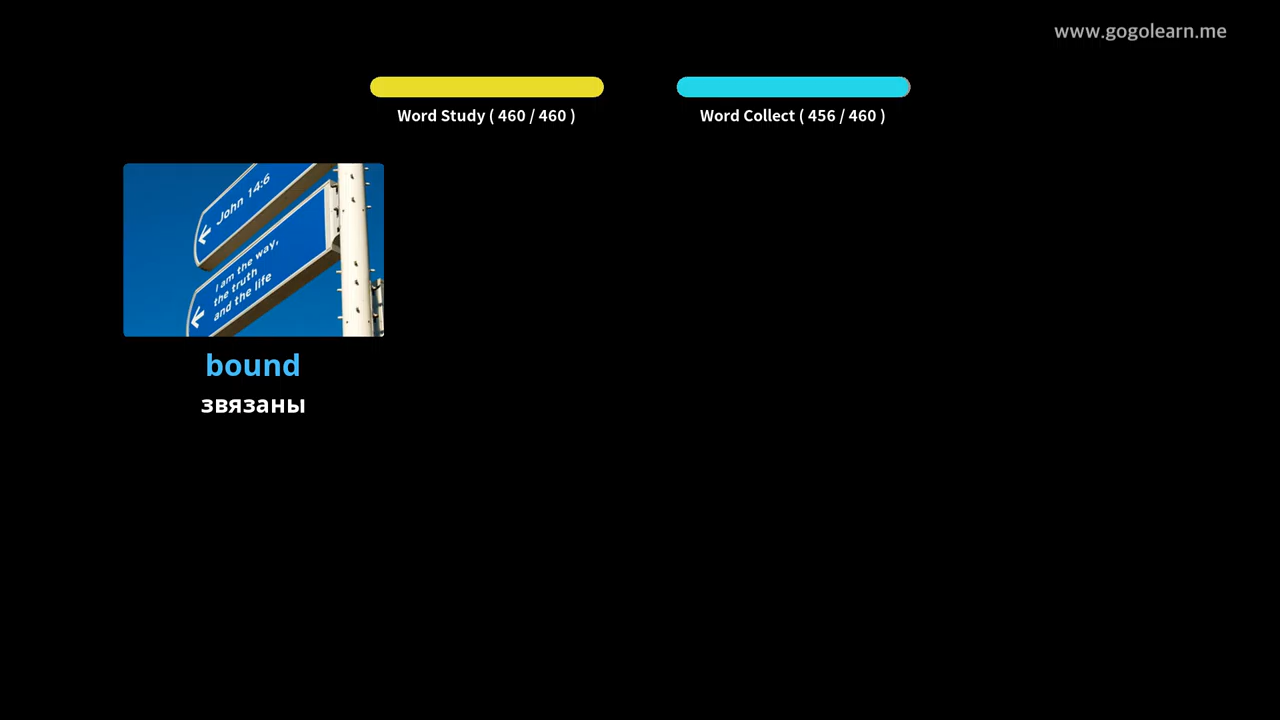 www.gogolearn.me
Word Study ( 460 / 460 )
Word Collect ( 456 / 460 )
John 14:6
I am the way,
the truth
and the life
bound
звязаны